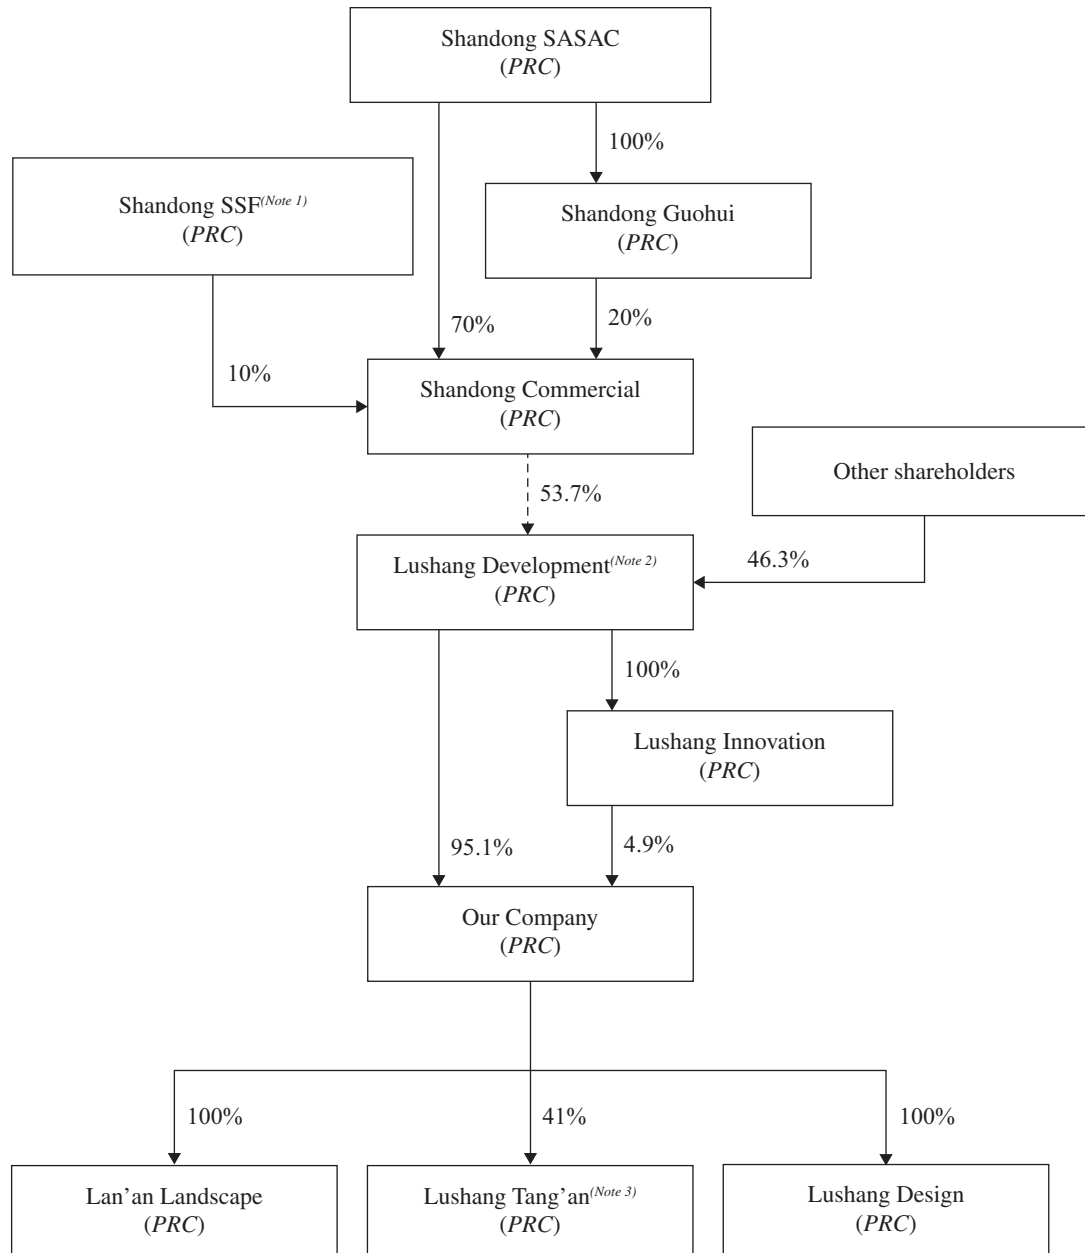 Shandong SASAC
(PRC)
100%
Shandong SSF(Note 1)
(PRC)
Shandong Guohui
(PRC)
70%
20%
10%
Shandong Commercial
(PRC)
Other shareholders
53.7%
Lushang Development(Note 2)
(PRC)
46.3%
100%
Lushang Innovation
(PRC)
95.1%
4.9%
Our Company
(PRC)
100%
41%
100%
Lan’an Landscape
(PRC)
Lushang Tang’an(Note 3)
(PRC)
Lushang Design
(PRC)